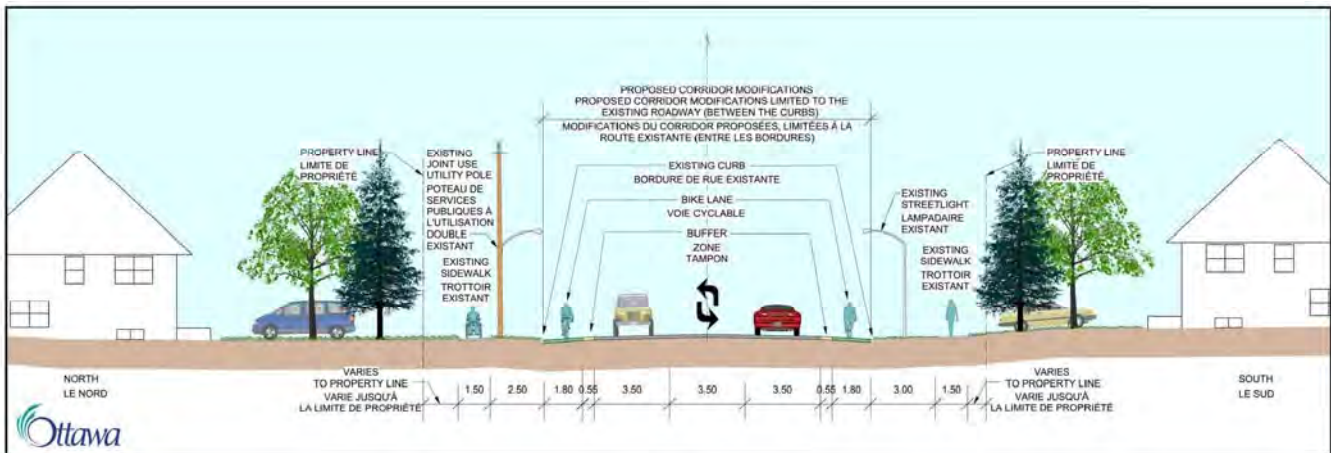 PROPOSED CORRIDOR MODIFICATIONS
PROPOSED CORRIDOR MODIFICATIONS LIMITED TO THE
EXISTING ROADWAY (BETWEEN THE CURBS)
MODIFICATIONS DU CORRIDOR PROPOSÉES, LIMITÉES À LA
ROUTE EXISTANTE (ENTRE LES BORDURES)
PROPERTY LINE
LIMITE DE
PROPRIÉTÉ
EXISTING
JOINT USE
UTILITY POLE
POTEAU DE
SERVICES
PUBLIQUES À
L'UTILISATION
DOUBLE
EXISTANT
EXISTING
SIDEWALK
TROTTOIR
EXISTANT
EXISTING CURB
BORDURE DE RUE EXISTANTE
BIKE LANE
VOIE CYCLABLE
BUFFER
ZONE
TAMPON
EXISTING
STREETLIGHT
LAMPADAIRE
EXISTANT
EXISTING
SIDEWALK
TROTTOIR
EXISTANT
PROPERTY LINE
LIMITE DE
PROPRIÉTÉ
NORTH
LE NORD
VARIES
TO PROPERTY LINE
VARIE JUSQU'À
LA LIMITE DE PROPRIÉTÉ
1.50 2.50 1.80 0.55 3.50 3.50 3.50 0.55 1.80 3.00 1.50
VARIES
TO PROPERTY LINE
VARIE JUSQU'À
LA LIMITE DE PROPRIÉTÉ
SOUTH
LE SUD
Ottawa